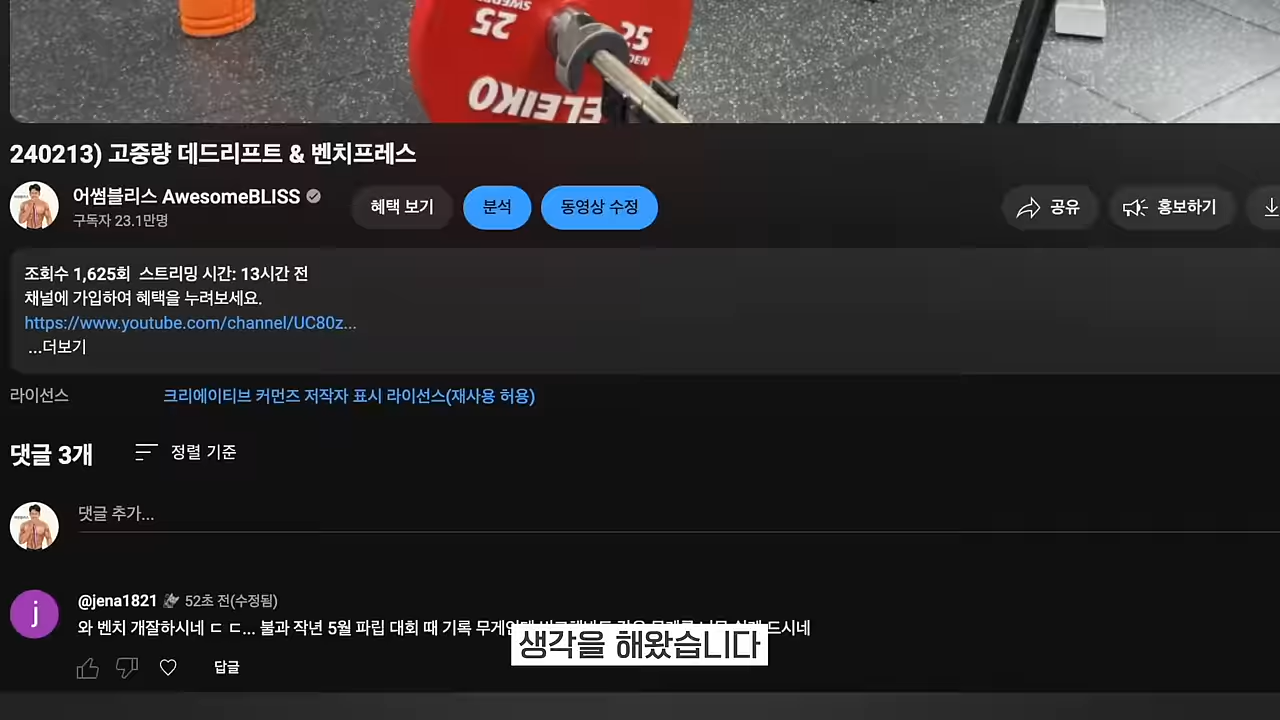 SWEDEN
25
25
DEN
ELEIKO
240213) 고중량 데드리프트 & 벤치프레스
어썸블리스 AwesomeBLISS
구독자 23.1만명
혜택 보기
분석
동영상 수정
공유
홍보하기
조회수 1,625회 스트리밍 시간: 13시간 전
채널에 가입하여 혜택을 누려보세요.
https://www.youtube.com/channel/UC80z...
...더보기
라이선스 크리에이티브 커먼즈 저작자 표시 라이선스(재사용 허용)
댓글 3개 정렬 기준
댓글 추가...
j
@jena1821 52초 전(수정됨)
와 벤치 개잘하시네 ㄷ ㄷ... 불과 작년 5월 파립 대회 때 기록 드시네
생각을 해왔습니다
답글